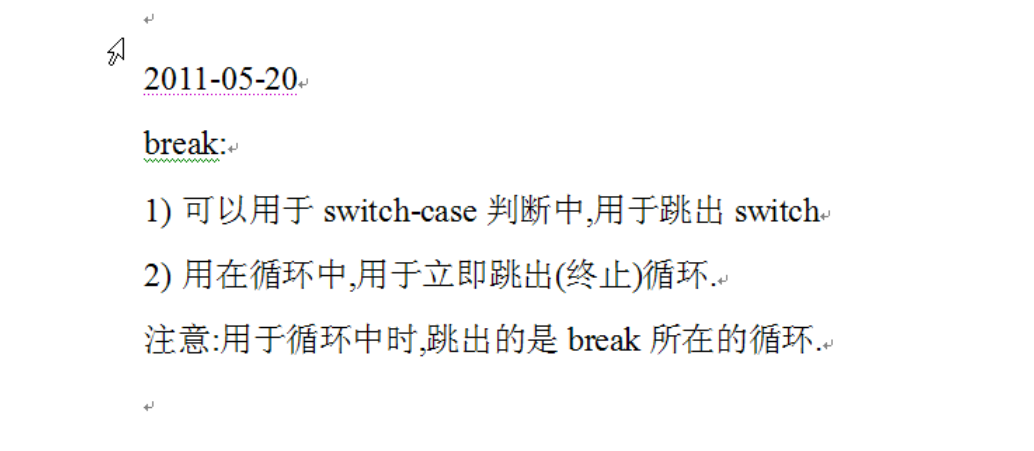 2011-05-20
break:
1) 可以用于 switch-case 判断中,用于跳出 switch
2) 用在循环中,用于立即跳出(终止)循环.
注意:用于循环中时,跳出的是 break 所在的循环.